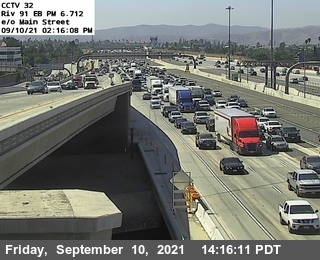 CCTV 32
Riv 91 EB PM 6.712
e/o Main Street
09/10/21 02:16:08 PM
Friday, September 10, 2021 14:16:11 PDT